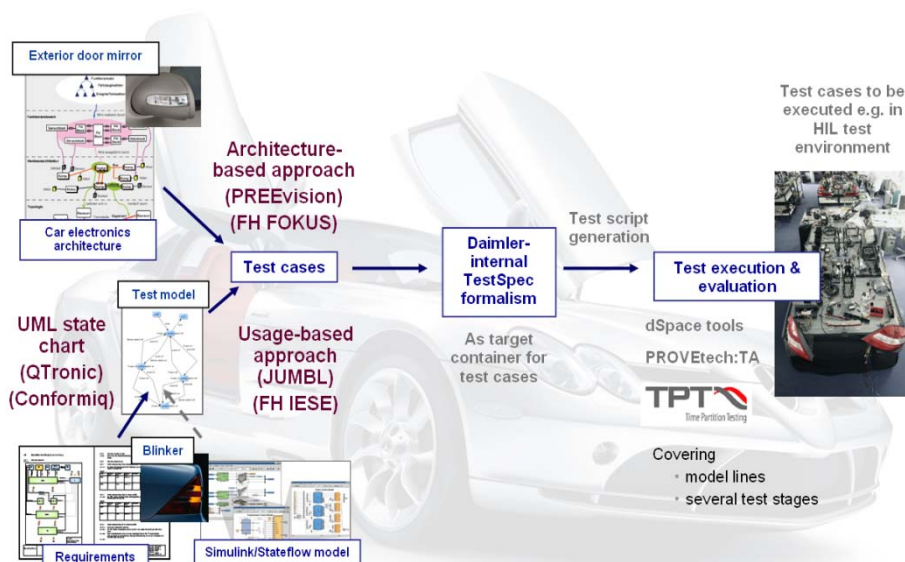 Exterior door mirror
Car electronics
architecture
Architecture-
based approach
(PREEvision)
(FH FOKUS)
Test cases
Test model
UML state
chart
(QTronic)
(Conformiq)
Usage-based
approach
(JUMBL)
(FH IESE)
Blinker
Requirements
Simulink/Stateflow model
Daimler-
internal
TestSpec
formalism
As target
container for
test cases
Test script
generation
Test cases to be
executed e.g. in
HIL test
environment
Test execution &
evaluation
dSpace tools
PROVEtech:TA
TPT
Time Partition Testing
Covering
• model lines
• several test stages